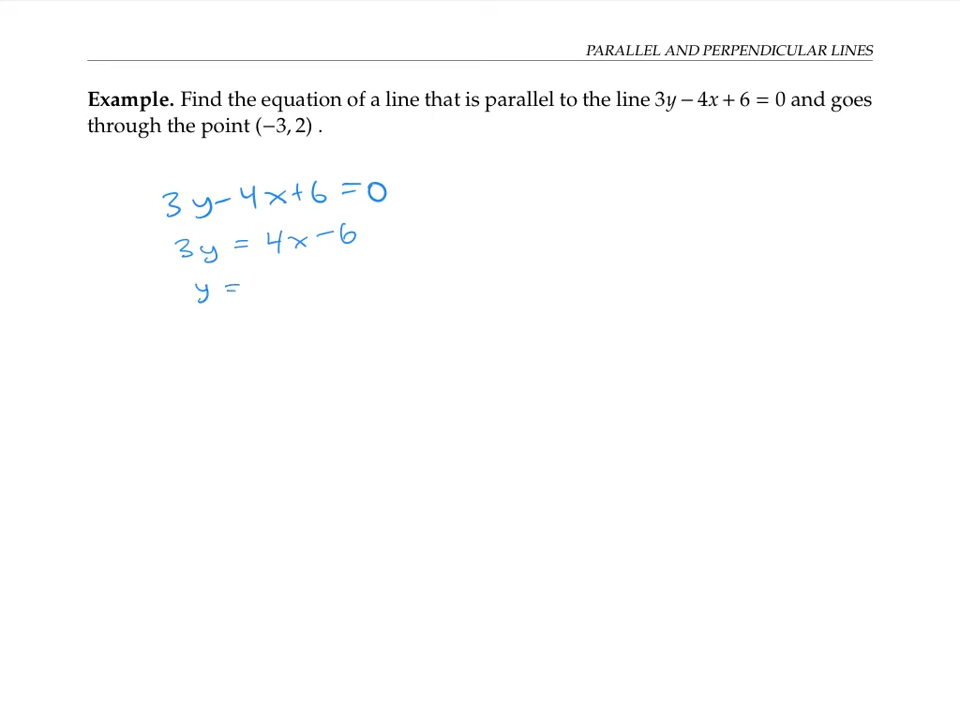 PARALLEL AND PERPENDICULAR LINES
Example. Find the equation of a line that is parallel to the line 3y − 4x + 6 = 0 and goes
through the point (−3, 2) .
3y - 4x + 6 = 0
3y = 4x - 6
y =